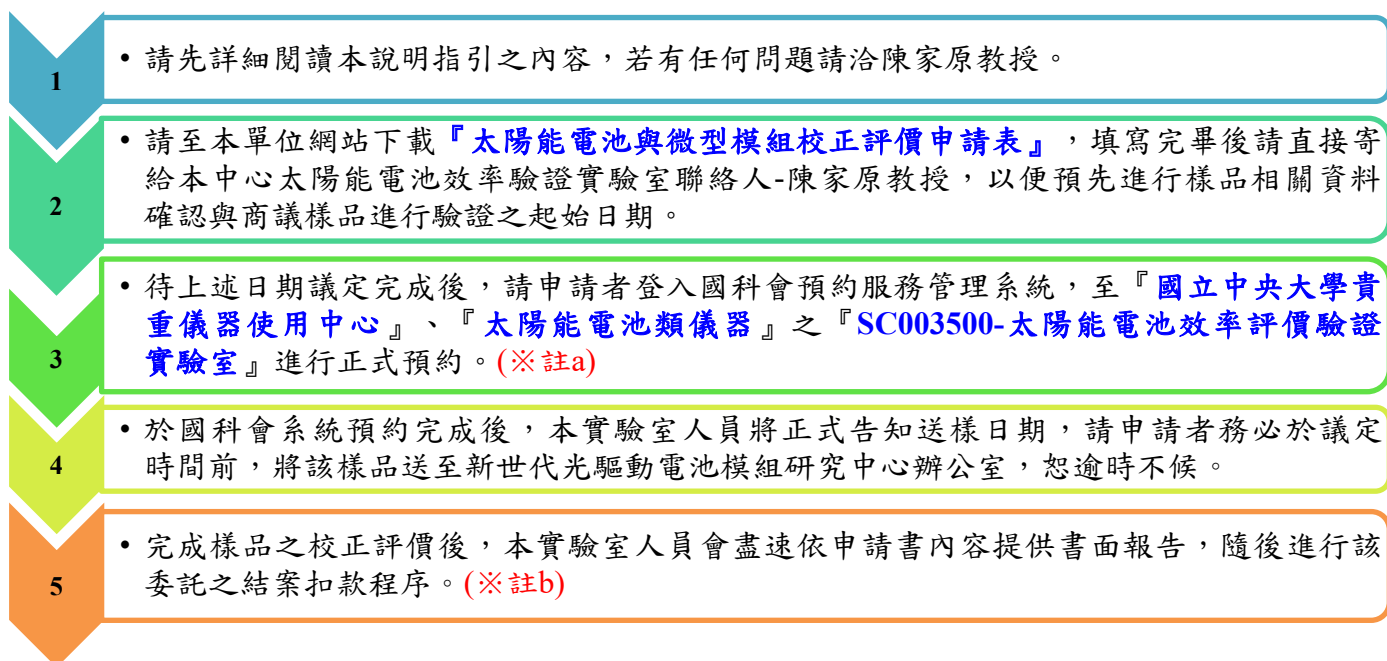 1
• 請先詳細閱讀本說明指引之內容，若有任何問題請洽陳家原教授。
2
• 請至本單位網站下載『太陽能電池與微型模組校正評價申請表』，填寫完畢後請直接寄
給本中心太陽能電池效率驗證實驗室聯絡人-陳家原教授，以便預先進行樣品相關資料
確認與商議樣品進行驗證之起始日期。
3
• 待上述日期議定完成後，請申請者登入國科會預約服務管理系統，至『國立中央大學貴
重儀器使用中心』、『太陽能電池類儀器』之『SC003500-太陽能電池效率評價驗證
實驗室』進行正式預約。(※註a)
4
• 於國科會系統預約完成後，本實驗室人員將正式告知送樣日期，請申請者務必於議定
時間前，將該樣品送至新世代光驅動電池模組研究中心辦公室，恕逾時不候。
5
• 完成樣品之校正評價後，本實驗室人員會盡速依申請書內容提供書面報告，隨後進行該
委託之結案扣款程序。(※註b)